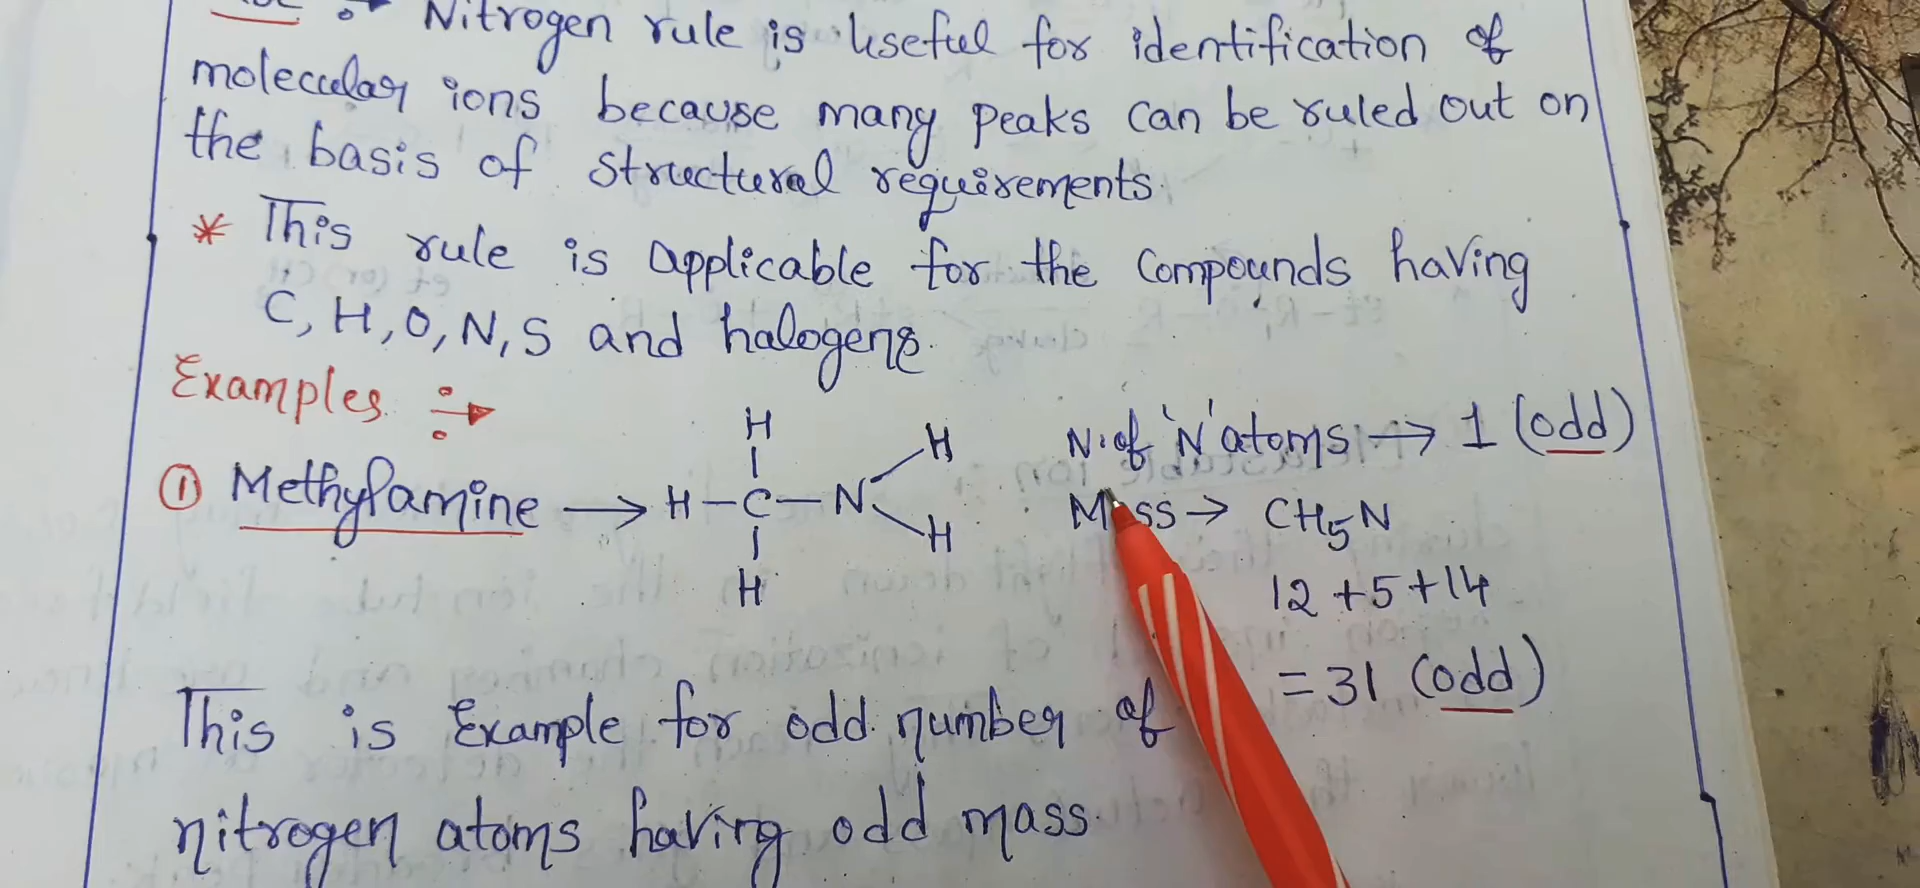 Nitrogen rule is useful for identification of
molecular ions because many peaks can be ruled out on
the basis of structural requirements.
* This rule is applicable for the compounds having
C, H, O, N, S and halogens.
Examples :→
① Methylamine → H-C-N
H
H
H
H
N. of 'N' atoms → 1 (odd)
Mass → CH5N
12 +5+14
= 31 (odd)
This is Example for odd number of
nitrogen atoms having odd mass.